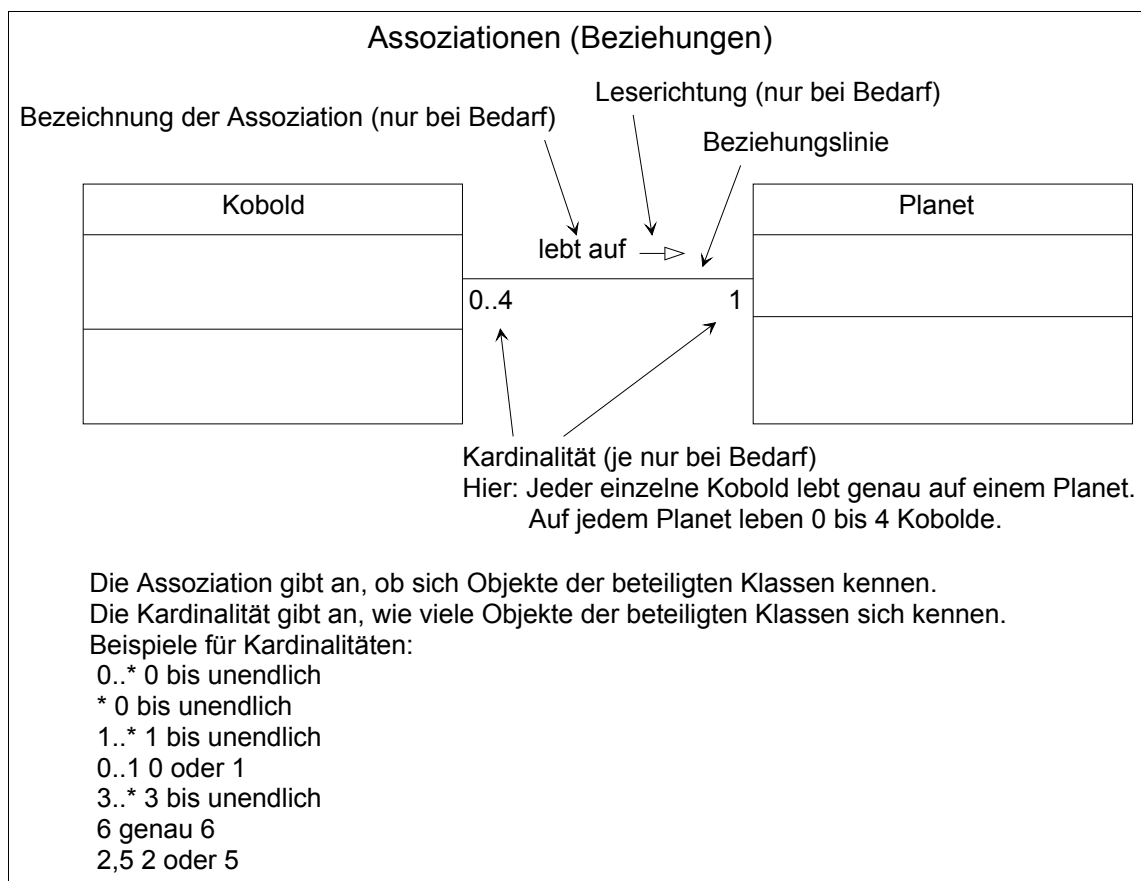 Assoziationen (Beziehungen)
Leserichtung (nur bei Bedarf)
Bezeichnung der Assoziation (nur bei Bedarf)
Beziehungslinie
Kobold
Planet
lebt auf
0..4
1
Kardinalität (je nur bei Bedarf)
Hier: Jeder einzelne Kobold lebt genau auf einem Planet.
Auf jedem Planet leben 0 bis 4 Kobolde.
Die Assoziation gibt an, ob sich Objekte der beteiligten Klassen kennen.
Die Kardinalität gibt an, wie viele Objekte der beteiligten Klassen sich kennen.
Beispiele für Kardinalitäten:
0..* 0 bis unendlich
* 0 bis unendlich
1..* 1 bis unendlich
0..1 0 oder 1
3..* 3 bis unendlich
6 genau 6
2,5 2 oder 5